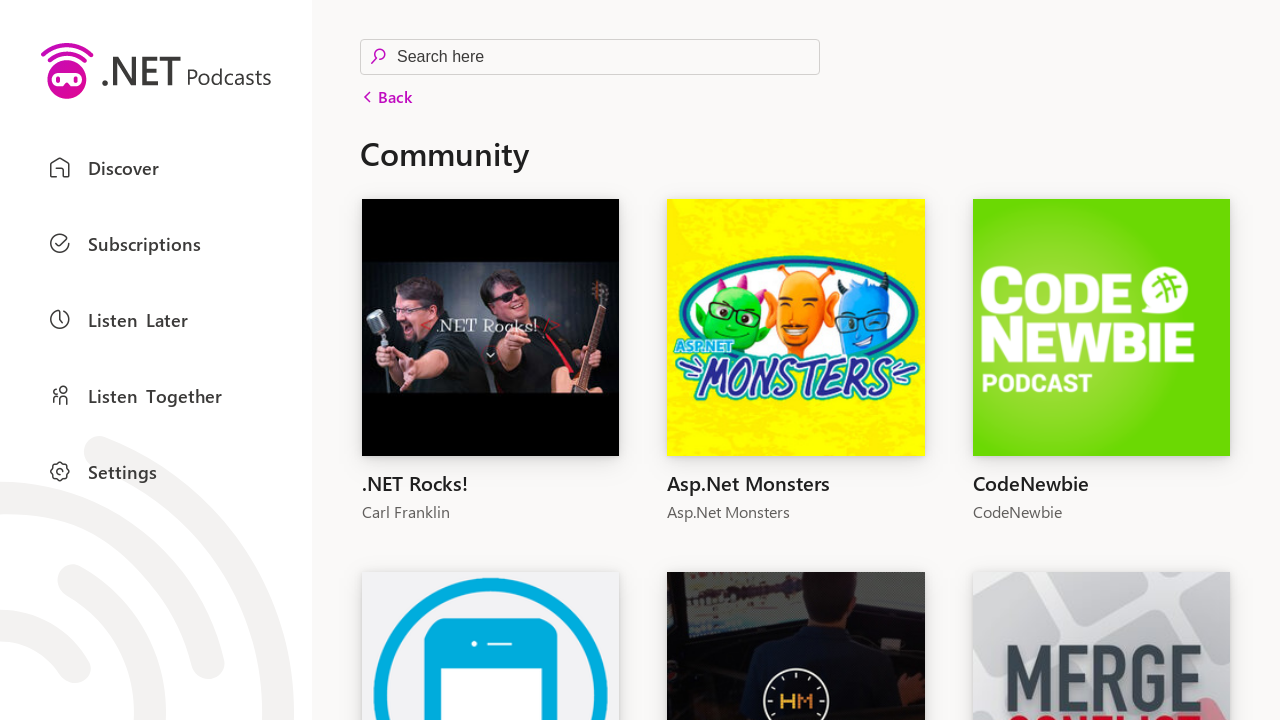 .NET Podcasts
Discover
Subscriptions
Listen Later
Listen Together
Settings
Search here
Back
Community
< .NET Rocks! />
ASP.NET
MONSTERS
CODE
NEWBIE
PODCAST
.NET Rocks!
Carl Franklin
Asp.Net Monsters
Asp.Net Monsters
CodeNewbie
CodeNewbie
HM
MERGE
CONFLICT